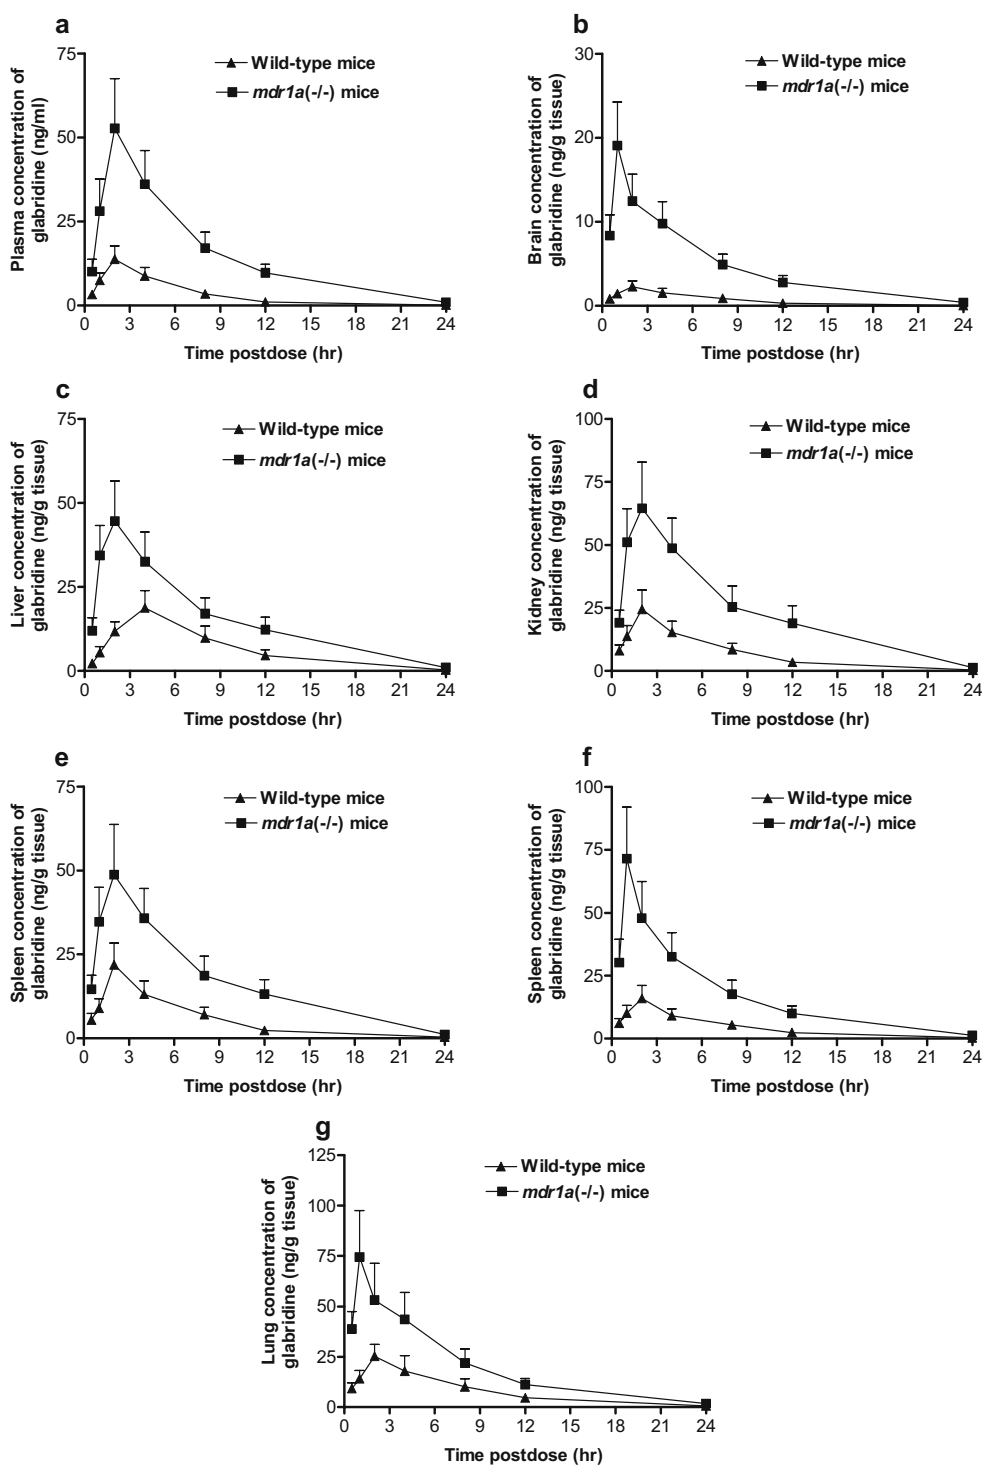 a
Plasma concentration of
glabridine (ng/ml)
75
50
25
0
0 3 6 9 12 15 18 21 24
Time postdose (hr)
Wild-type mice
mdr1a(-/-) mice
b
Brain concentration of
glabridine (ng/g tissue)
30
20
10
0
0 3 6 9 12 15 18 21 24
Time postdose (hr)
Wild-type mice
mdr1a(-/-) mice
c
Liver concentration of
glabridine (ng/g tissue)
75
50
25
0
0 3 6 9 12 15 18 21 24
Time postdose (hr)
Wild-type mice
mdr1a(-/-) mice
d
Kidney concentration of
glabridine (ng/g tissue)
100
75
50
25
0
0 3 6 9 12 15 18 21 24
Time postdose (hr)
Wild-type mice
mdr1a(-/-) mice
e
Spleen concentration of
glabridine (ng/g tissue)
75
50
25
0
0 3 6 9 12 15 18 21 24
Time postdose (hr)
Wild-type mice
mdr1a(-/-) mice
f
Spleen concentration of
glabridine (ng/g tissue)
100
75
50
25
0
0 3 6 9 12 15 18 21 24
Time postdose (hr)
Wild-type mice
mdr1a(-/-) mice
g
Lung concentration of
glabridine (ng/g tissue)
125
100
75
50
25
0
0 3 6 9 12 15 18 21 24
Time postdose (hr)
Wild-type mice
mdr1a(-/-) mice